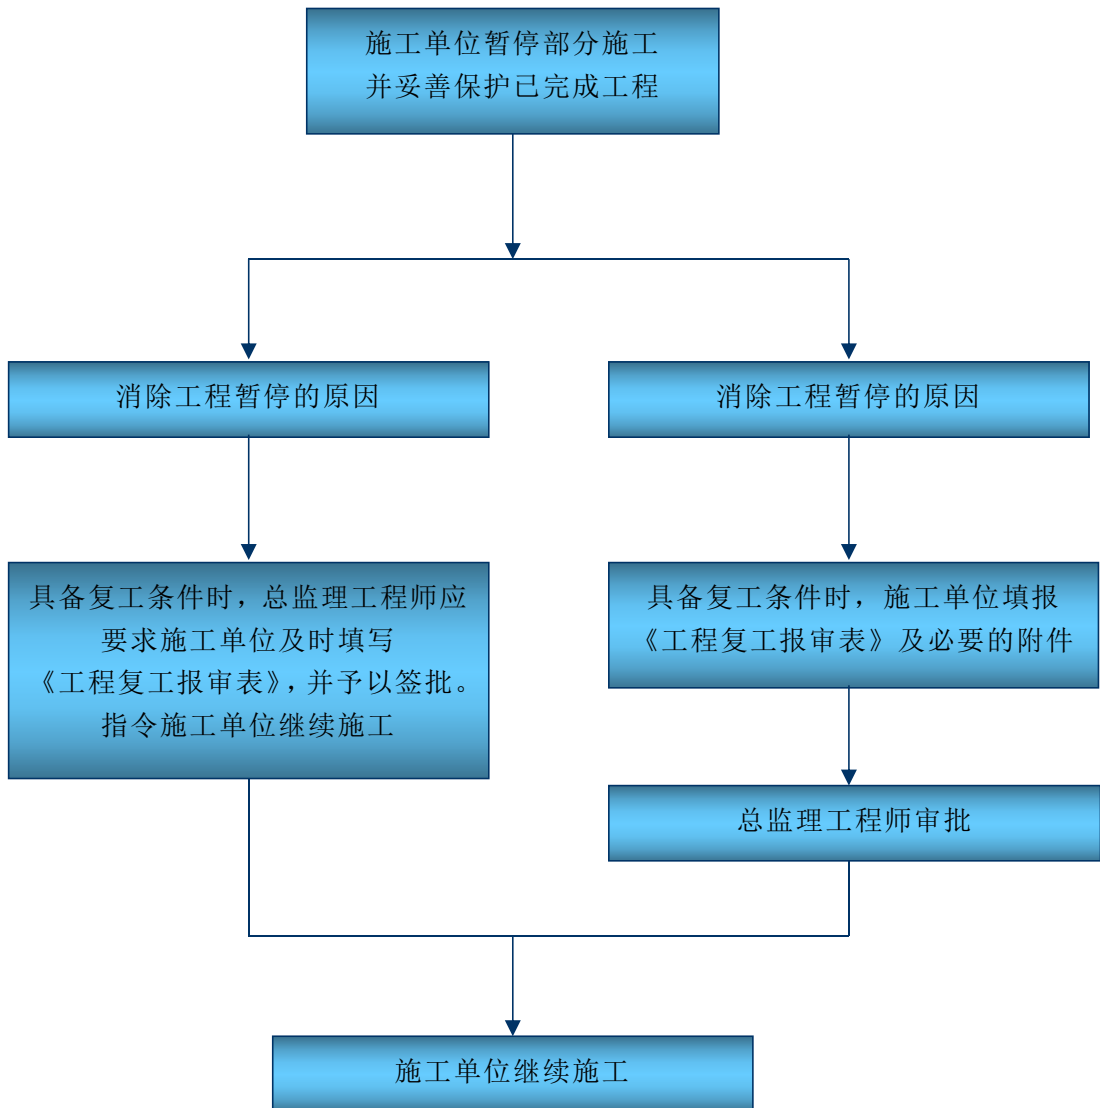 施工单位暂停部分施工
并妥善保护已完成工程
消除工程暂停的原因
消除工程暂停的原因
具备复工条件时，总监理工程师应
要求施工单位及时填写
《工程复工报审表》，并予以签批。
指令施工单位继续施工
具备复工条件时，施工单位填报
《工程复工报审表》及必要的附件
总监理工程师审批
施工单位继续施工